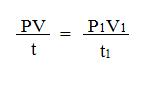 PV = P₁V₁
t t₁